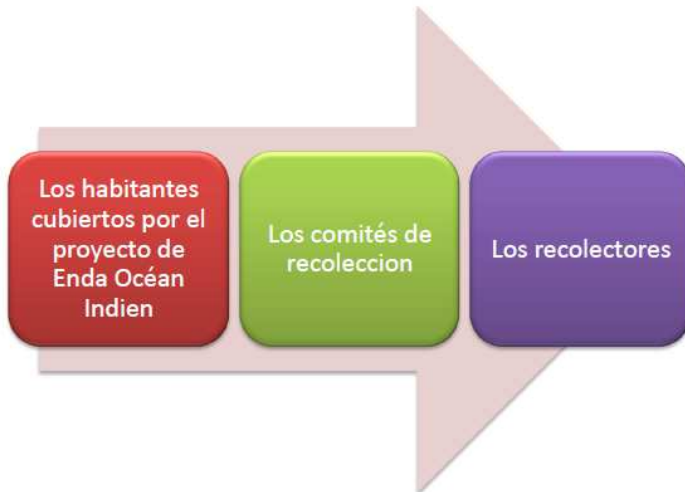 Los habitantes
cubiertos por el
proyecto de
Enda Océan
Indien
Los comités de
recoleccion
Los recolectores